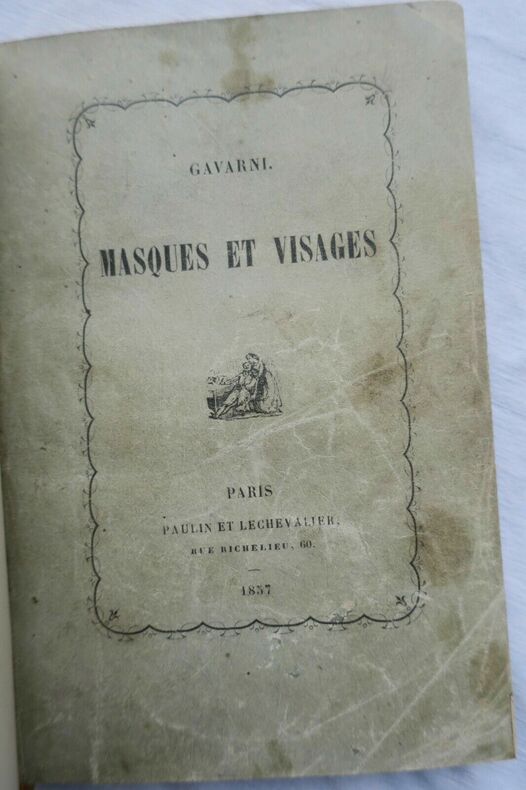 GAVARNI.
MASQUES ET VISAGES
PARIS
PAULIN ET LECHEVALIER,
RUE RICHELIEU, 60.
1857